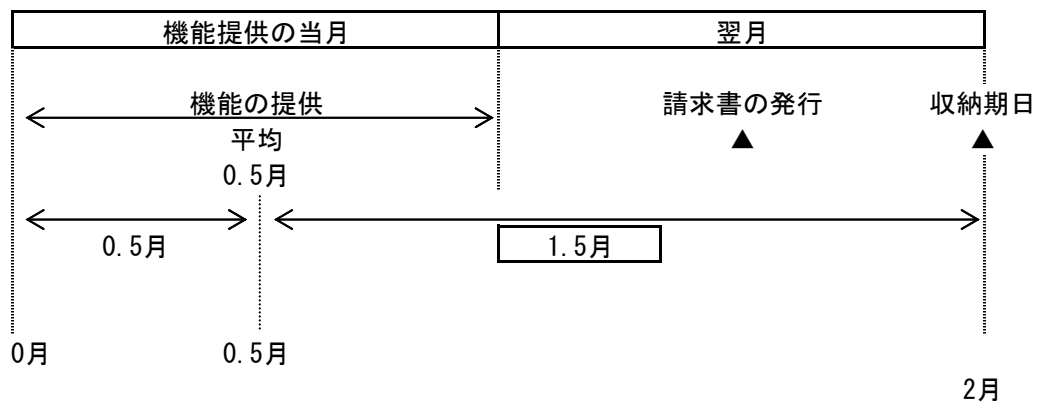 機能提供の当月 翌月
機能の提供 請求書の発行 収納期日
平均 ▲ ▲
0.5月
0.5月 1.5月
0月 0.5月
2月